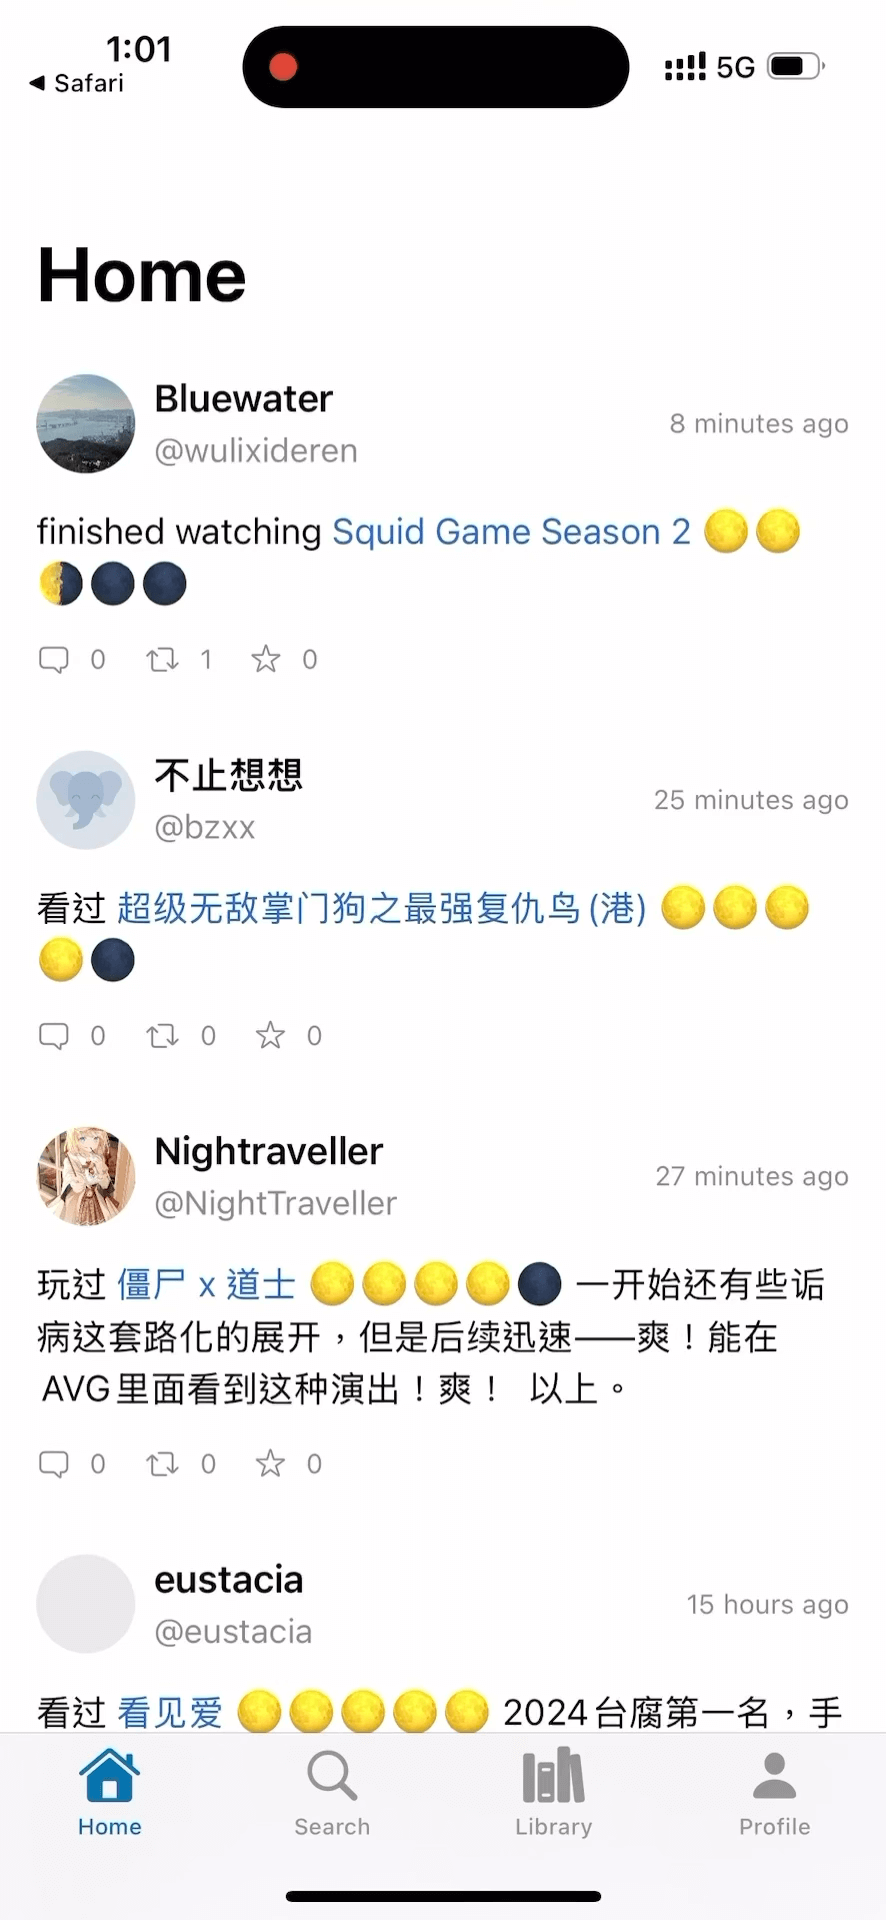 1:01
5G
◀ Safari
Home
Bluewater
8 minutes ago
@wulixideren
finished watching Squid Game Season 2 🌕🌕
🌗🌑🌑
0 1 0
不止想想
25 minutes ago
@bzxx
看过 超级无敌掌门狗之最强复仇鸟(港) 🌕🌕🌕
🌕🌑
0 0 0
Nightraveller
27 minutes ago
@NightTraveller
玩过 僵尸 x 道士 🌕🌕🌕🌕🌑 一开始还有些诟
病这套路化的展开，但是后续迅速——爽！能在
AVG里面看到这种演出！爽！ 以上。
0 0 0
eustacia
15 hours ago
@eustacia
看过 看见爱 🌕🌕🌕🌕🌕 2024台腐第一名，手
Home Search Library Profile